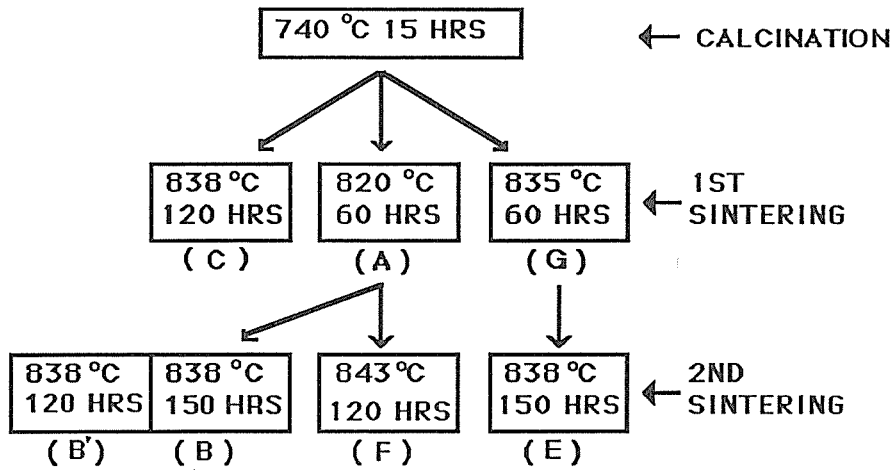 740 °C 15 HRS
CALCINATION
838 °C
120 HRS
(C)
820 °C
60 HRS
(A)
835 °C
60 HRS
(G)
1ST
SINTERING
838 °C
120 HRS
(B')
838 °C
150 HRS
(B)
843 °C
120 HRS
(F)
838 °C
150 HRS
(E)
2ND
SINTERING